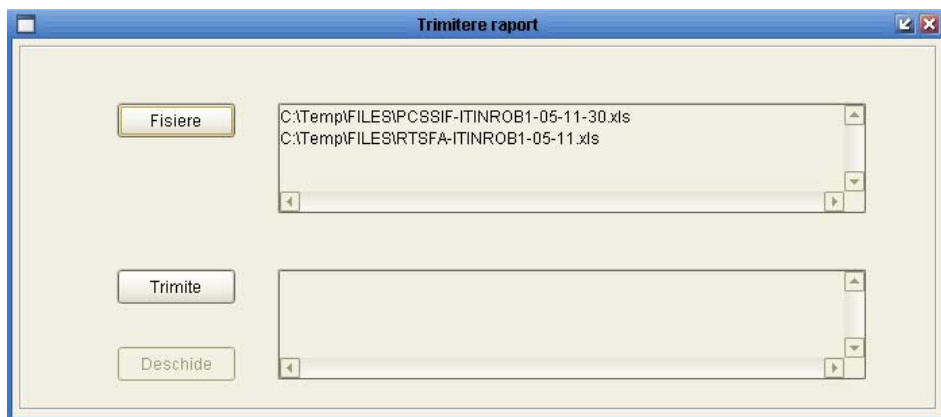 Trimitere raport
Fisiere
C:\Temp\FILES\PCSSIF-ITINROB1-05-11-30.xls
C:\Temp\FILES\RTSFA-ITINROB1-05-11.xls
Trimite
Deschide